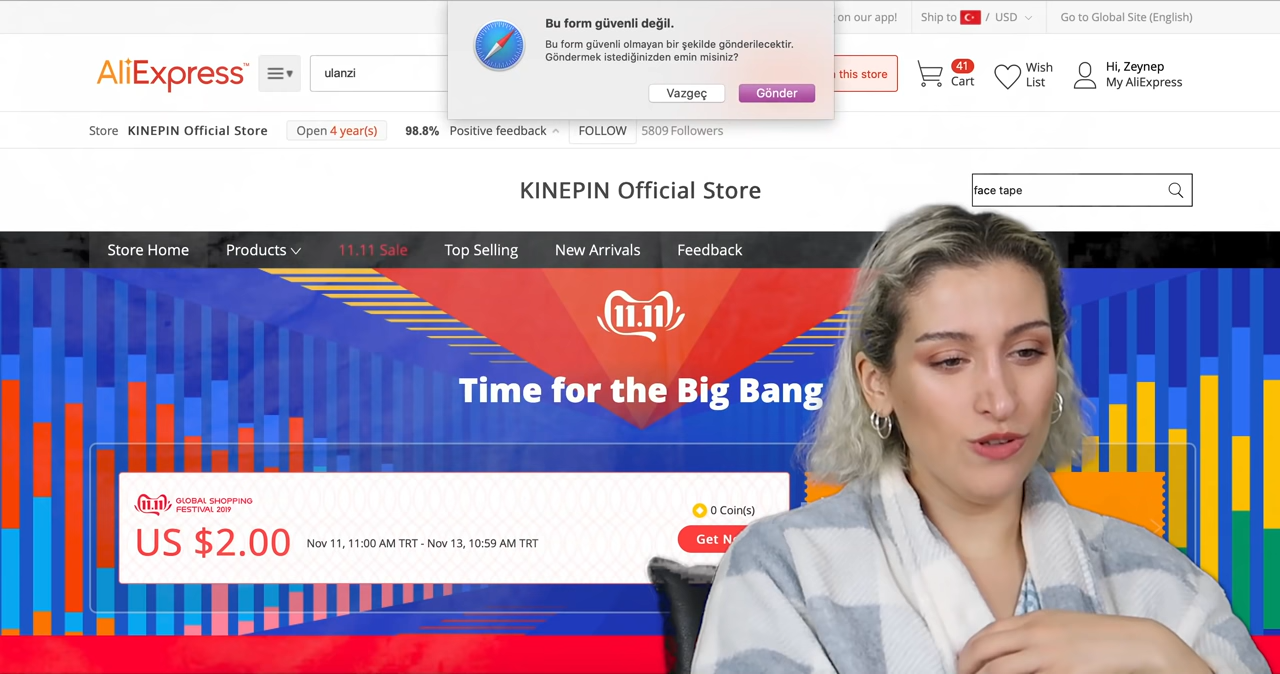 Bu form güvenli değil.
Bu form güvenli olmayan bir şekilde gönderilecektir.
Göndermek istediğinizden emin misiniz?
Vazgeç
Gönder
on our app!
Ship to / USD
Go to Global Site (English)
AliExpress™
ulanzi
this store
41
Cart
Wish
List
Hi, Zeynep
My AliExpress
Store KINEPIN Official Store
Open 4 year(s)
98.8% Positive feedback
FOLLOW
5809 Followers
KINEPIN Official Store
face tape
Store Home
Products
11.11 Sale
Top Selling
New Arrivals
Feedback
11.11
Time for the Big Bang
11.11
GLOBAL SHOPPING
FESTIVAL 2019
US $2.00
Nov 11, 11:00 AM TRT - Nov 13, 10:59 AM TRT
0 Coin(s)
Get